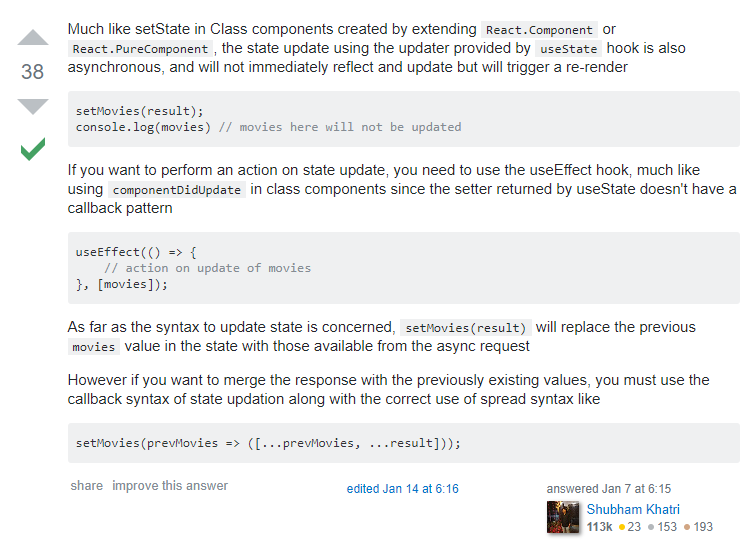 Much like setState in Class components created by extending React.Component or
React.PureComponent , the state update using the updater provided by useState hook is also
38
asynchronous, and will not immediately reflect and update but will trigger a re-render
setMovies(result);
console.log(movies) // movies here will not be updated
If you want to perform an action on state update, you need to use the useEffect hook, much like
using componentDidUpdate in class components since the setter returned by useState doesn't have a
callback pattern
useEffect(() => {
    // action on update of movies
}, [movies]);
As far as the syntax to update state is concerned, setMovies(result) will replace the previous
movies value in the state with those available from the async request
However if you want to merge the response with the previously existing values, you must use the
callback syntax of state updation along with the correct use of spread syntax like
setMovies(prevMovies => ([...prevMovies, ...result]));
share improve this answer
edited Jan 14 at 6:16
answered Jan 7 at 6:15
Shubham Khatri
113k 23 153 193